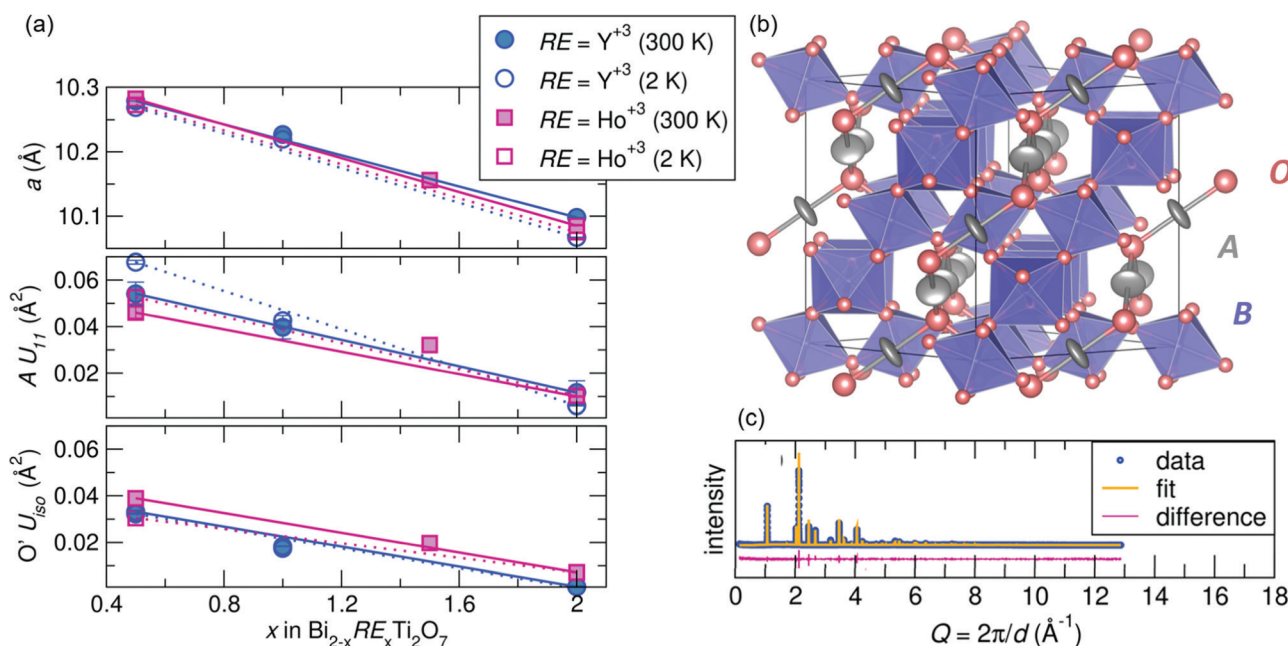 (a)
RE = Y+3 (300 K)
RE = Y+3 (2 K)
RE = Ho+3 (300 K)
RE = Ho+3 (2 K)
10.3
10.2
10.1
a (Å)
0.06
0.04
0.02
A U11 (Å2)
0.06
0.04
0.02
O' Uiso (Å2)
0.4
0.8
1.2
1.6
2
x in Bi2-xRExTi2O7
(b)
O
A
B
(c)
data
fit
difference
intensity
0 2 4 6 8 10 12 14 16 18
Q = 2π/d (Å-1)